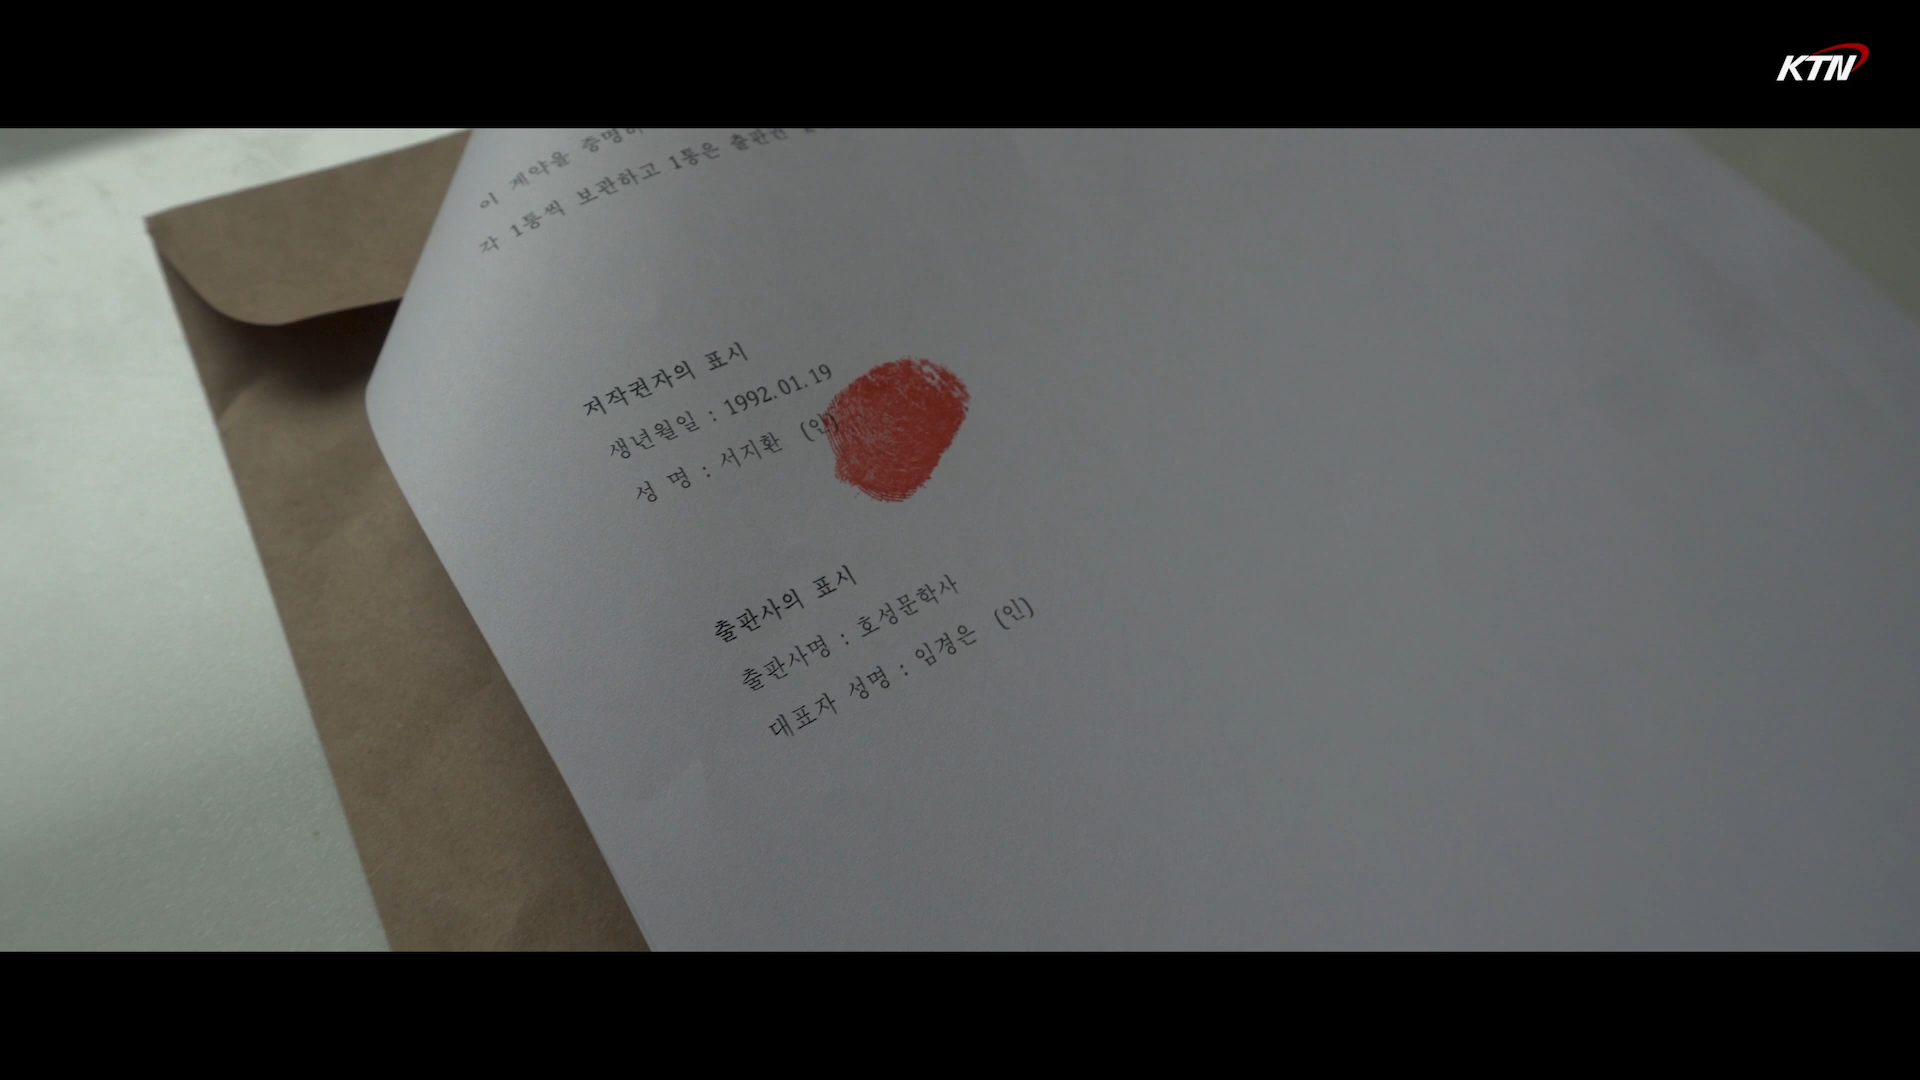 KTN
이 계약을 증명하
각 1통씩 보관하고 1통은 출판권
저작권자의 표시
생년월일 : 1992.01.19
성 명 : 서지환 (인)
출판사의 표시
출판사명 : 호성문학사
대표자 성명 : 임경은 (인)